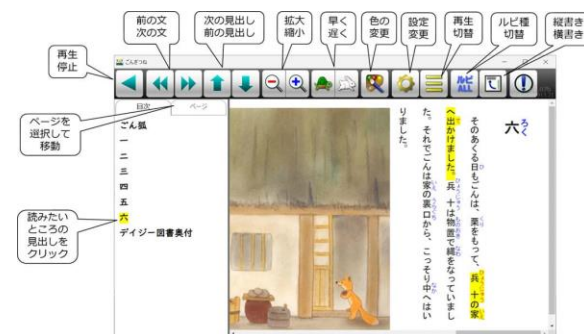 前の文
次の文
次の見出し
前の見出し
拡大
縮小
早く
遅く
色の
変更
設定
変更
再生
切替
ルビ種
切替
縦書き
横書き
再生
停止
ごんぎつね
ルビ
ALL
目次
ページ
ページを
選択して
移動
ごん狐
一
二
三
四
五
六
デイジー図書奥付
読みたい
ところの
見出しを
クリック
六
ろく
そのあくる日もごんは、栗をもって、兵十の家
へ出かけました。兵十は物置で縄をなっていまし
た。それでごんは家の裏口から、こっそり中へはい
りました。